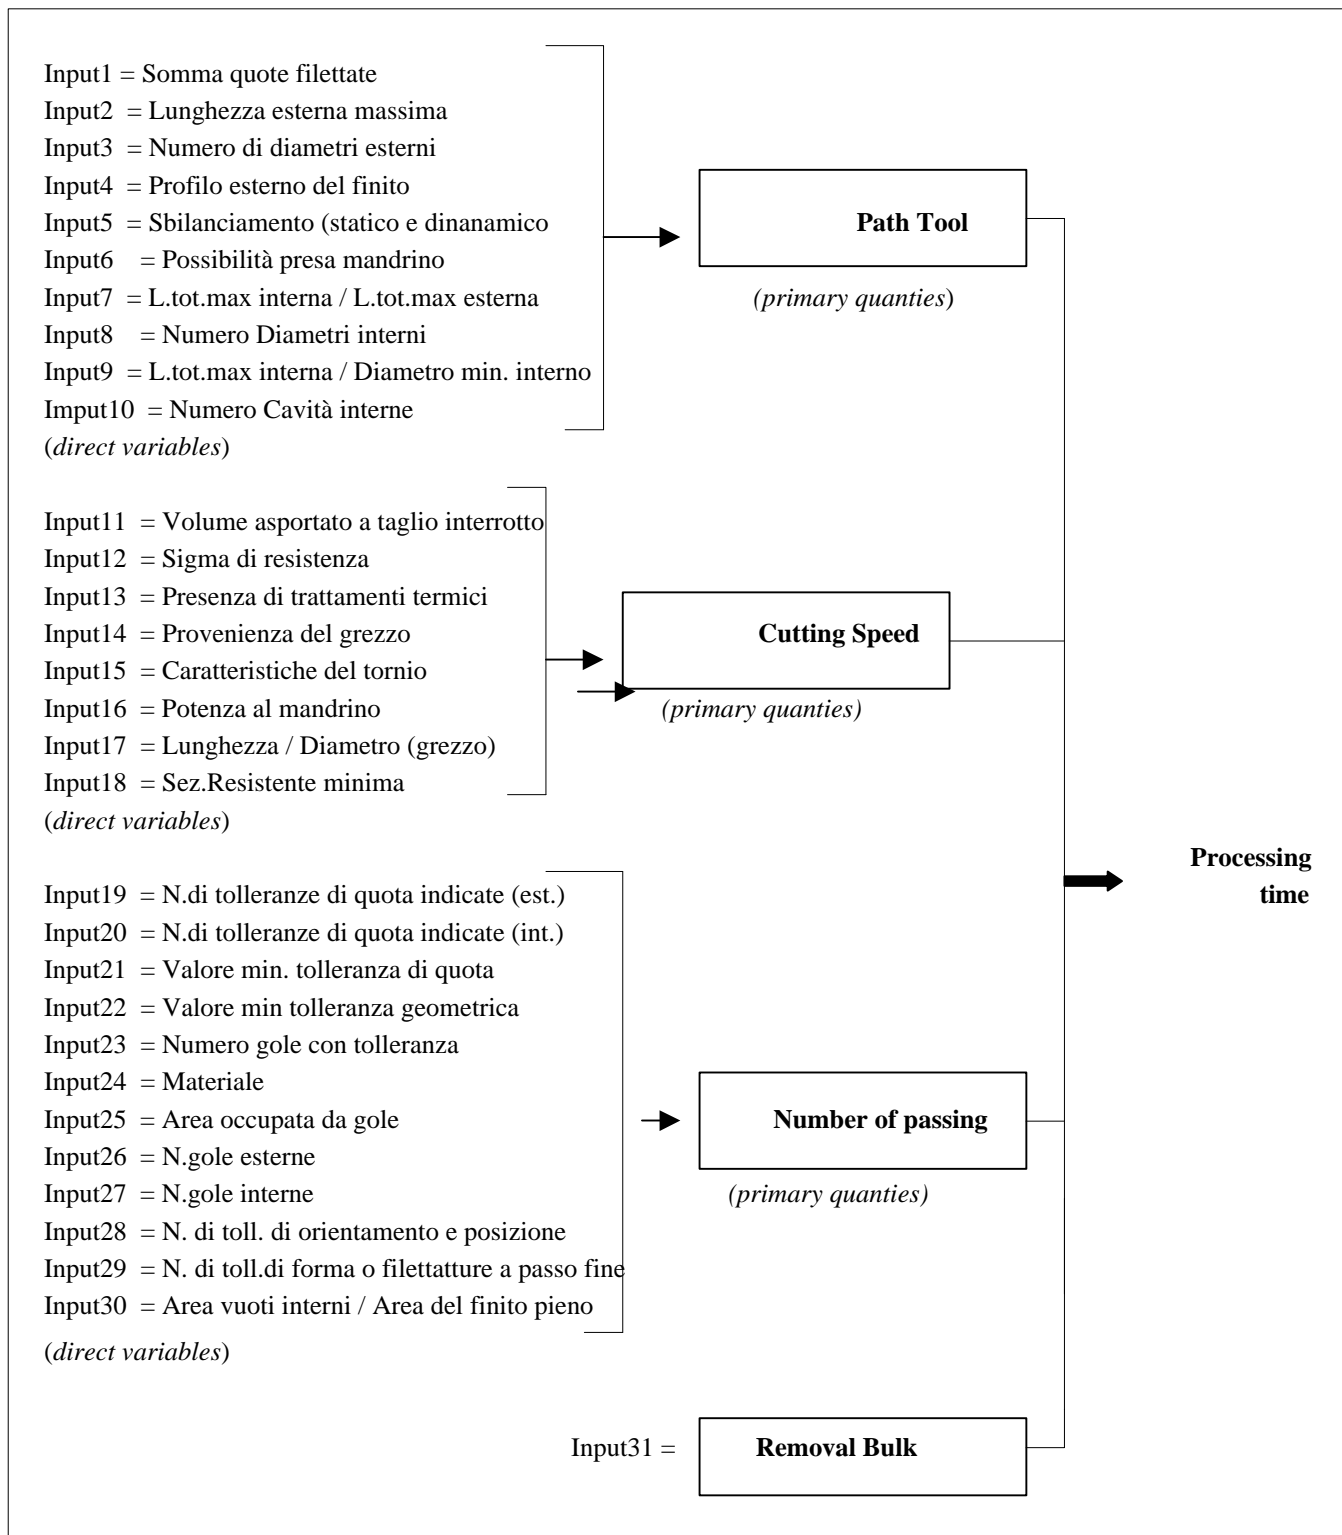 Input1 = Somma quote filettate
Input2 = Lunghezza esterna massima
Input3 = Numero di diametri esterni
Input4 = Profilo esterno del finito
Input5 = Sbilanciamento (statico e dinanamico
Input6 = Possibilità presa mandrino
Input7 = L.tot.max interna / L.tot.max esterna
Input8 = Numero Diametri interni
Input9 = L.tot.max interna / Diametro min. interno
Imput10 = Numero Cavità interne
(direct variables)
Path Tool
(primary quanties)
Input11 = Volume asportato a taglio interrotto
Input12 = Sigma di resistenza
Input13 = Presenza di trattamenti termici
Input14 = Provenienza del grezzo
Input15 = Caratteristiche del tornio
Input16 = Potenza al mandrino
Input17 = Lunghezza / Diametro (grezzo)
Input18 = Sez.Resistente minima
(direct variables)
Cutting Speed
(primary quanties)
Input19 = N.di tolleranze di quota indicate (est.)
Input20 = N.di tolleranze di quota indicate (int.)
Input21 = Valore min. tolleranza di quota
Input22 = Valore min tolleranza geometrica
Input23 = Numero gole con tolleranza
Input24 = Materiale
Input25 = Area occupata da gole
Input26 = N.gole esterne
Input27 = N.gole interne
Input28 = N. di toll. di orientamento e posizione
Input29 = N. di toll.di forma o filettatture a passo fine
Input30 = Area vuoti interni / Area del finito pieno
(direct variables)
Number of passing
(primary quanties)
Input31 =
Removal Bulk
Processing
time